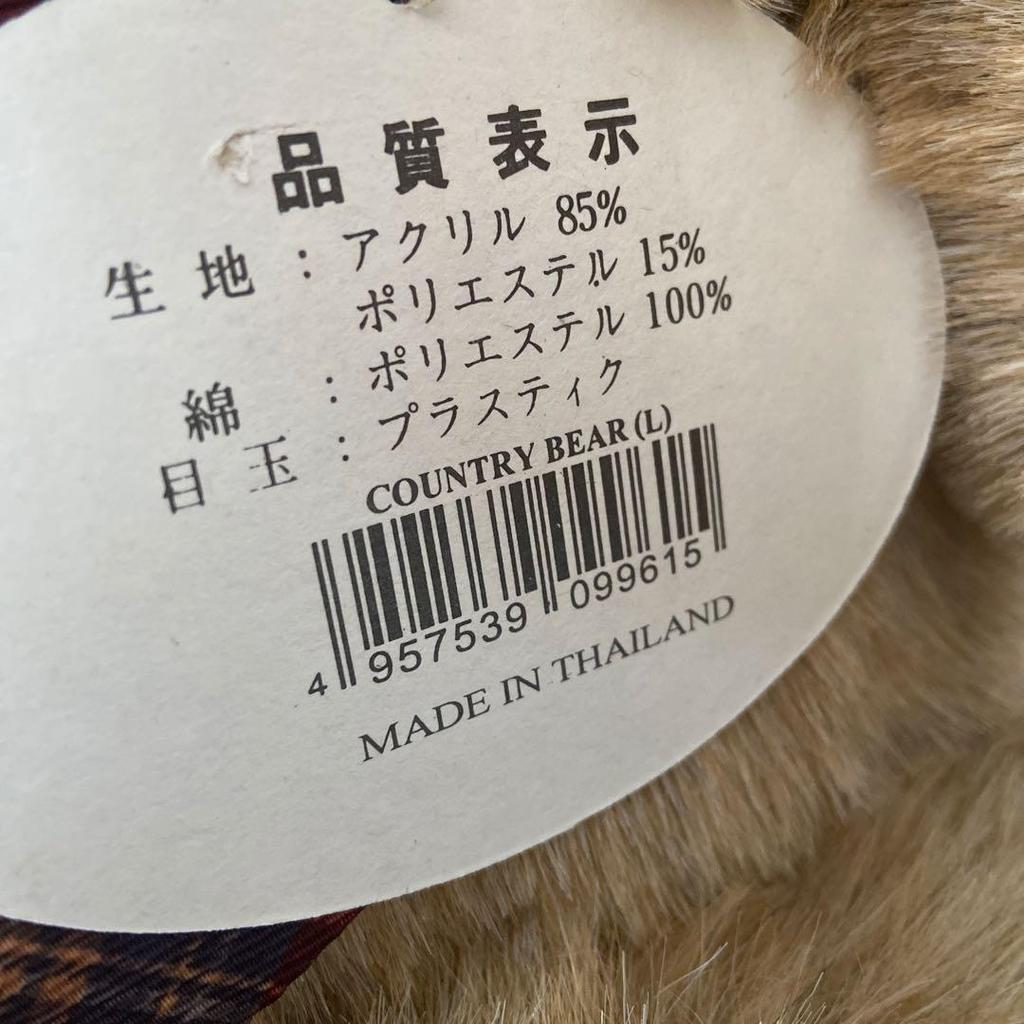 品質表示
生地:アクリル 85%
ポリエステル 15%
綿:ポリエステル 100%
目玉:プラスティク
COUNTRY BEAR (L)
4 957539 099615
MADE IN THAILAND